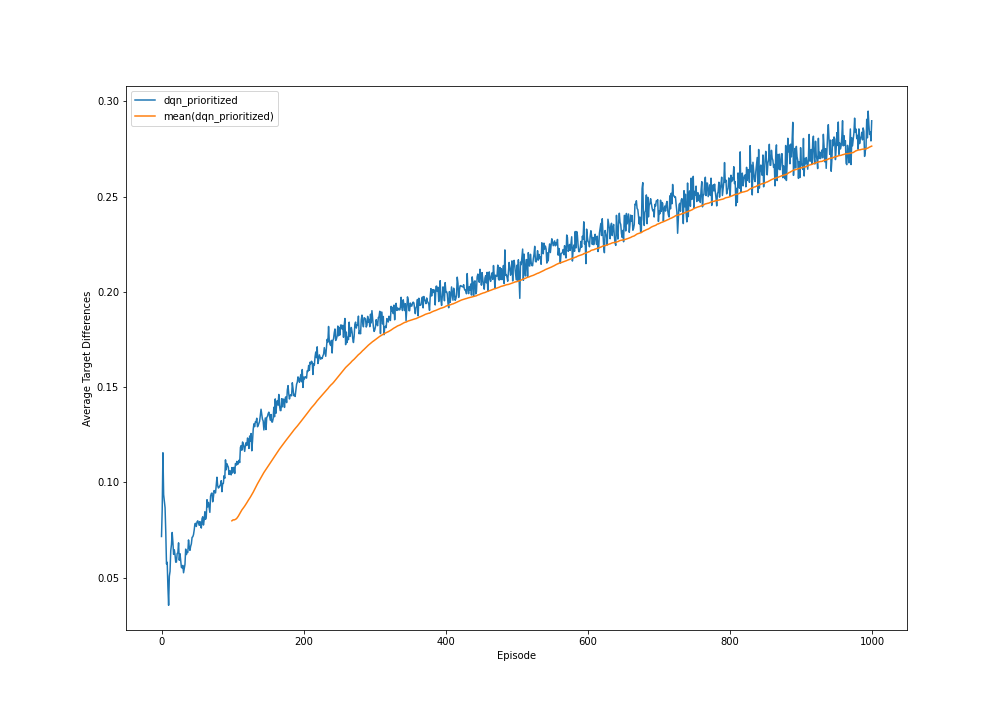 dqn_prioritized
mean(dqn_prioritized)
0.30
0.25
0.20
0.15
0.10
0.05
Average Target Differences
0 200 400 600 800 1000
Episode